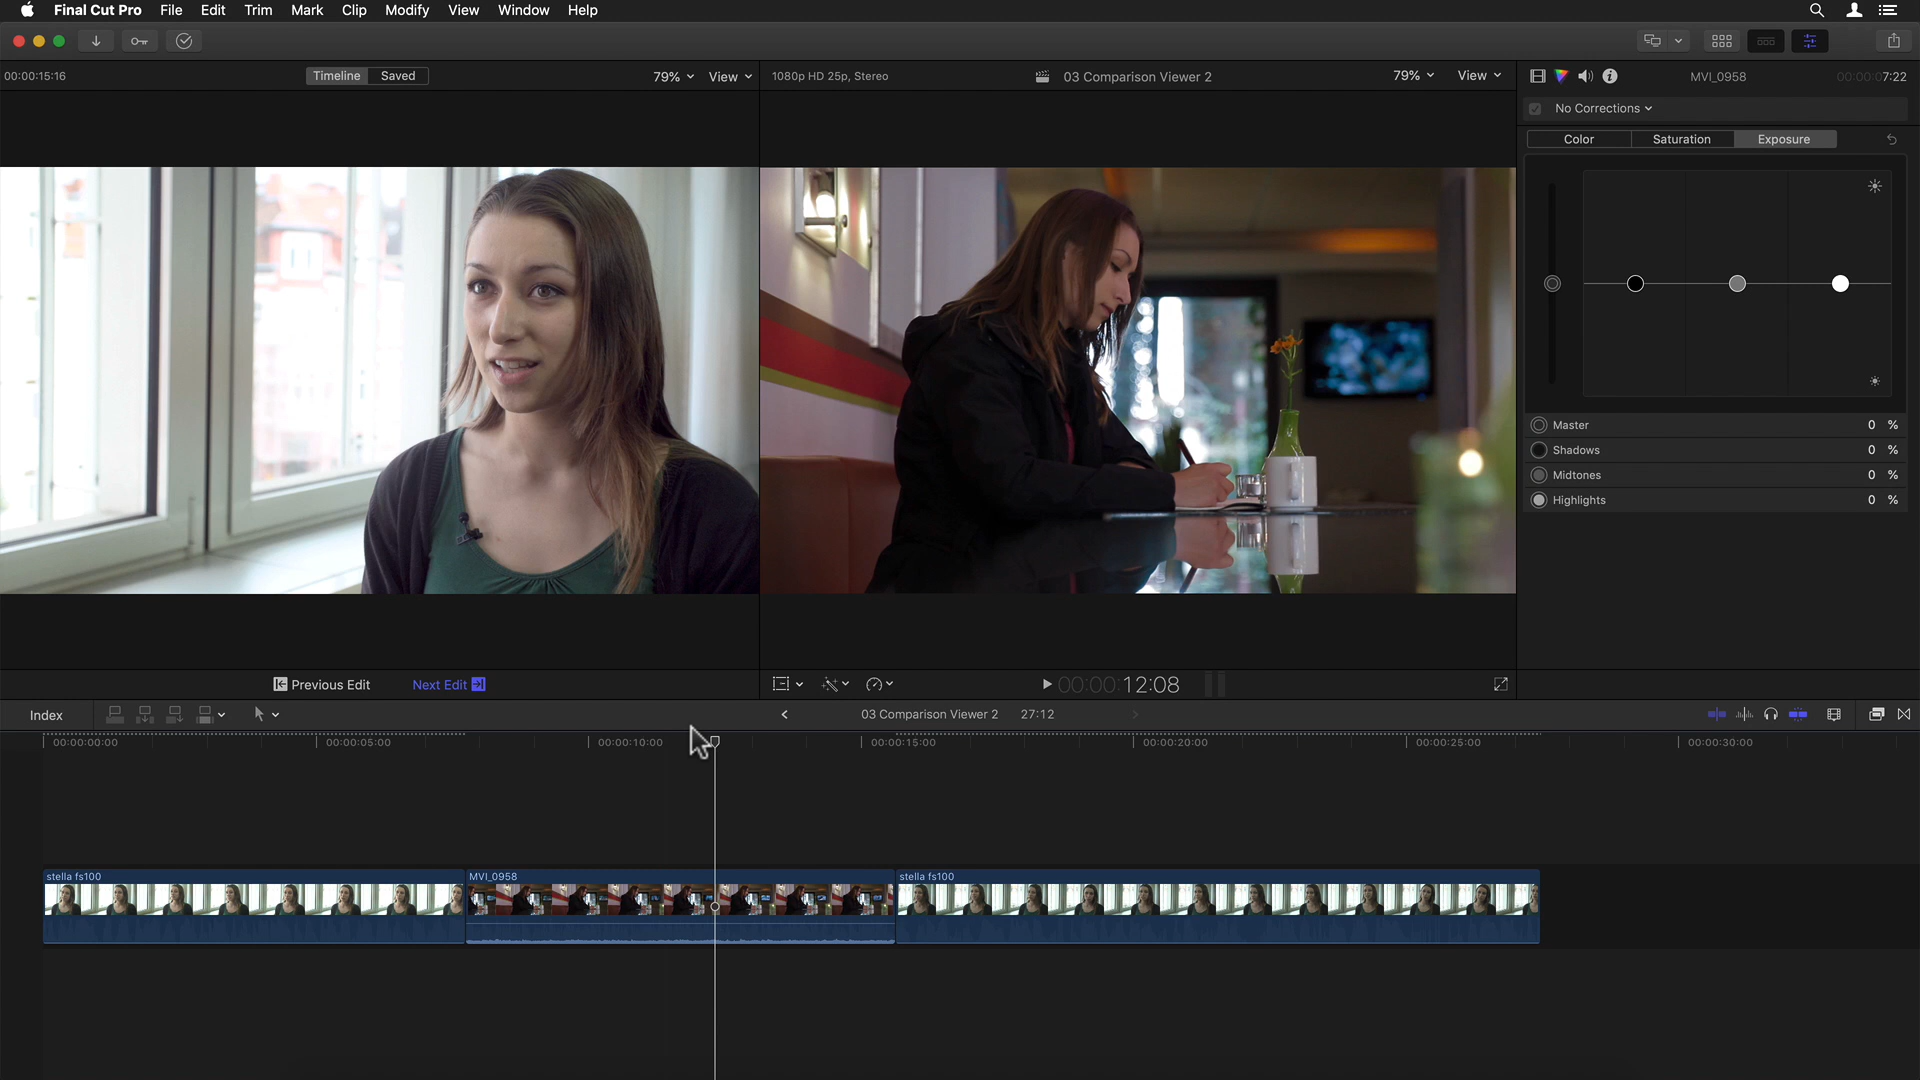 Final Cut Pro File Edit Trim Mark Clip Modify View Window Help
00:00:15:16 Timeline Saved 79% View 1080p HD 25p, Stereo 03 Comparison Viewer 2 79% View MVI_0958 00:00:07:22
No Corrections
Color Saturation Exposure
Master 0 %
Shadows 0 %
Midtones 0 %
Highlights 0 %
Previous Edit Next Edit 00:00:12:08
Index 03 Comparison Viewer 2 27:12
00:00:00:00 00:00:05:00 00:00:10:00 00:00:15:00 00:00:20:00 00:00:25:00 00:00:30:00
stella fs100 MVI_0958 stella fs100